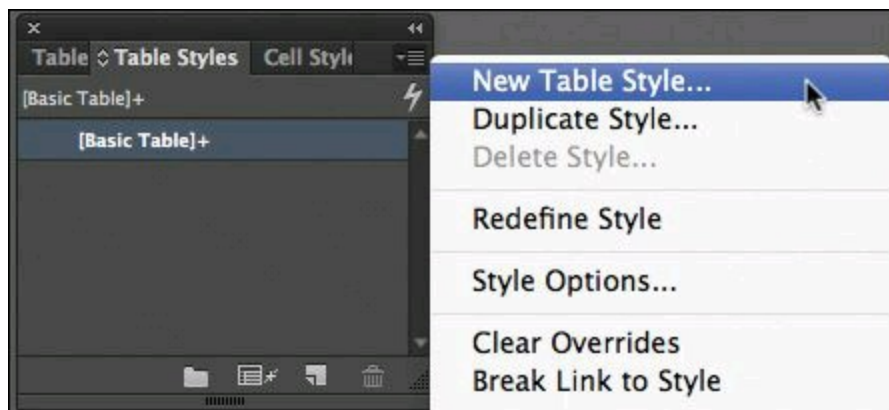 Table Table Styles Cell Style
[Basic Table]+
[Basic Table]+
New Table Style...
Duplicate Style...
Delete Style...
Redefine Style
Style Options...
Clear Overrides
Break Link to Style